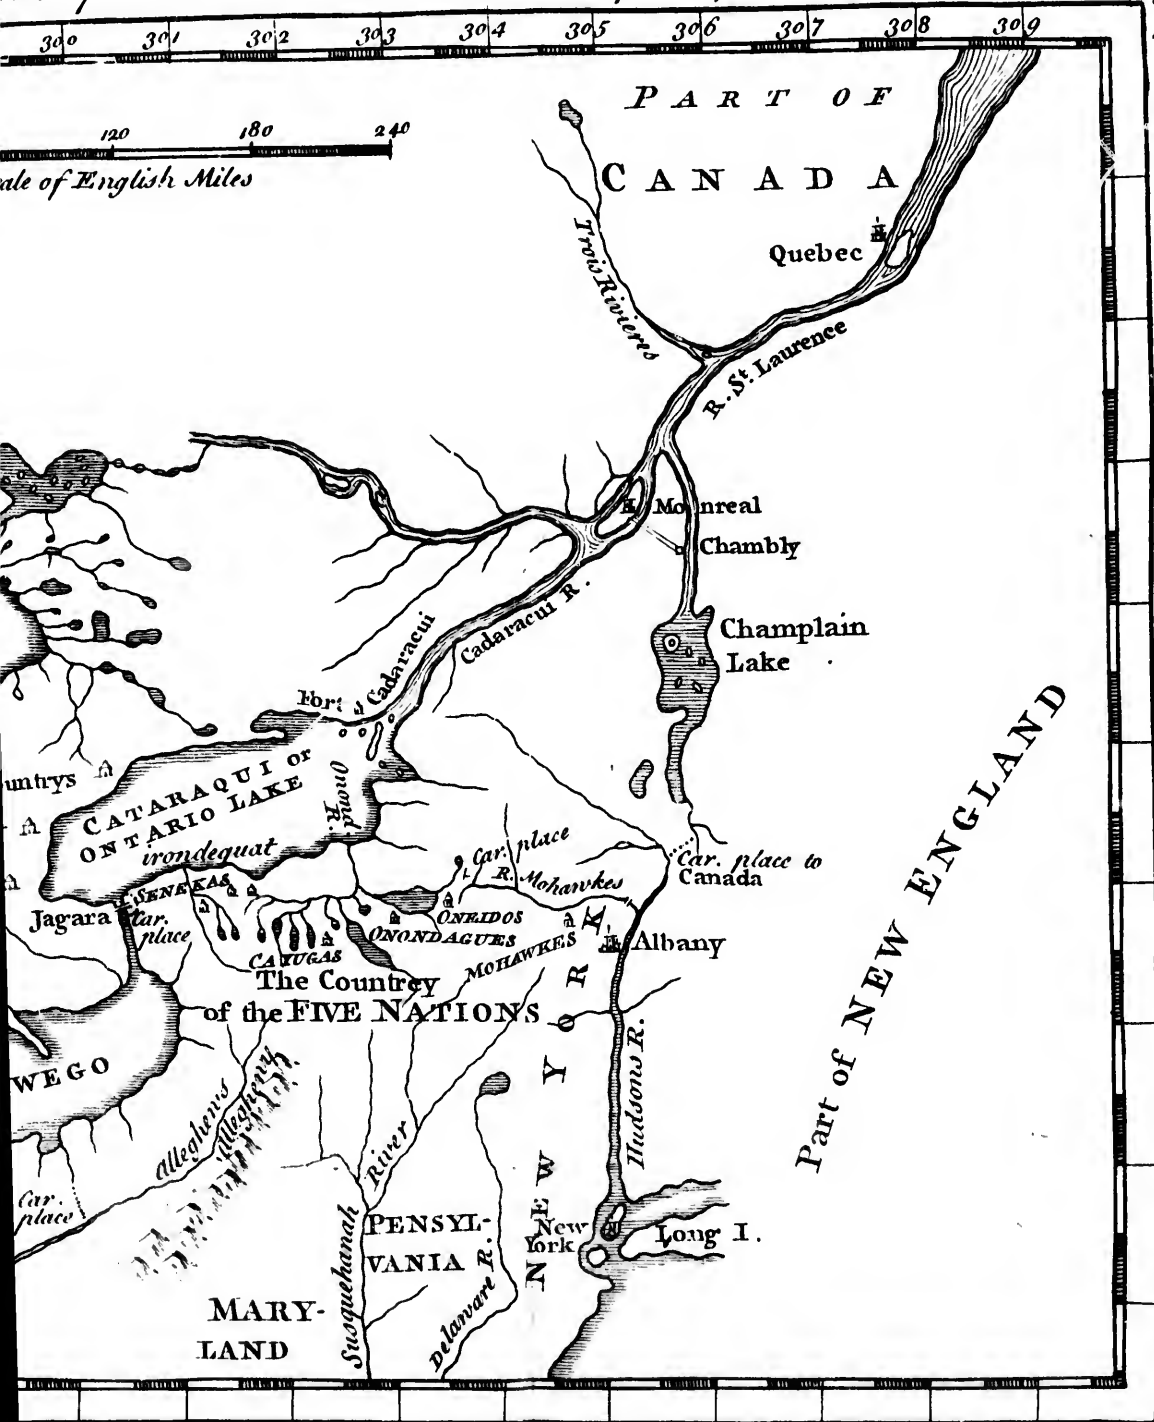 300 301 302 303 304 305 306 307 308 309
120 180 240
ale of English Miles
PART OF
CANADA
Trois Rivieres
Quebec
R. St. Laurence
Monreal
Chambly
Champlain
Lake
Cadaracui R.
Fort Cadaracui
untrys
CATARAQUI or
ONTARIO LAKE
Onond.
R.
irondequat
Car. place
R. Mohawkes
Car. place to
Canada
SENEKAS
Jagara
Car.
place
CAYUGAS
ONEIDOS
ONONDAGUES
MOHAWKES
Albany
The Countrey
of the FIVE NATIONS
WEGO
Alleghens
Allegheny
Car.
place
Hudsons R.
NEW YORK
Part of NEW ENGLAND
Susquehanah River
PENSYL-
VANIA
Delaware R.
New
York
Long I.
MARY-
LAND